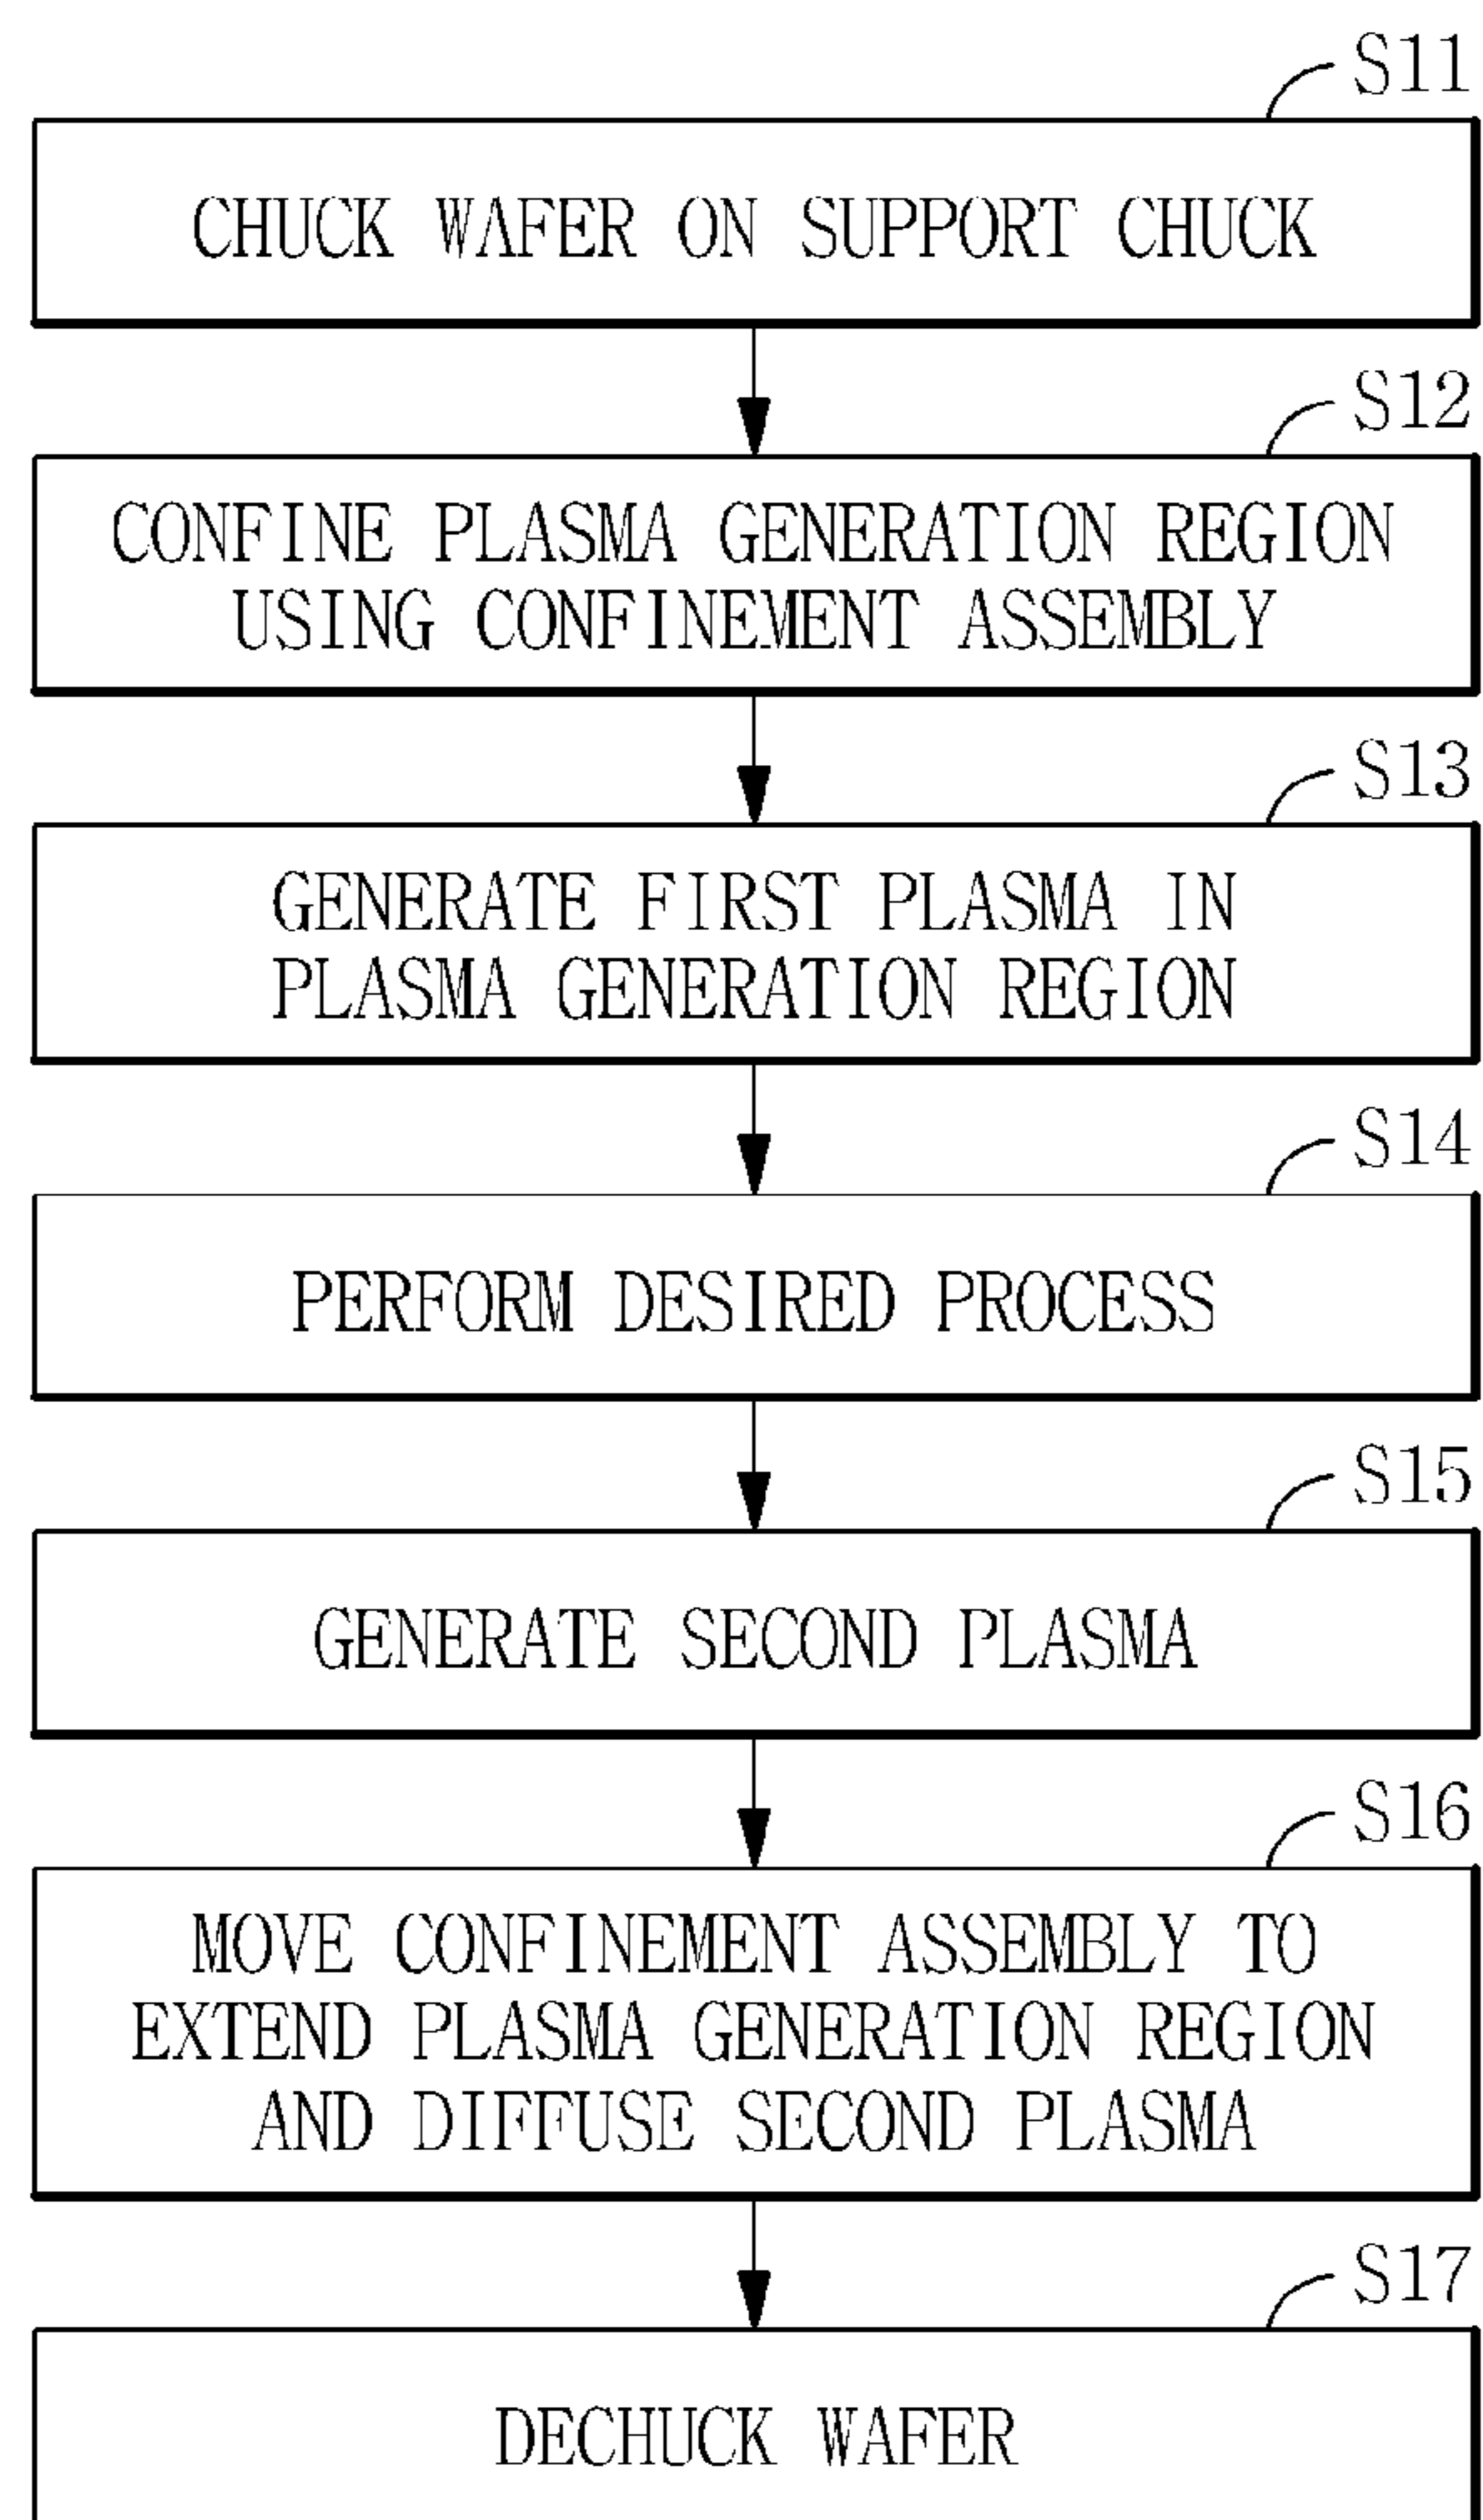 S11
CHUCK WAFER ON SUPPORT CHUCK
S12
CONFINE PLASMA GENERATION REGION
USING CONFINEMENT ASSEMBLY
S13
GENERATE FIRST PLASMA IN
PLASMA GENERATION REGION
S14
PERFORM DESIRED PROCESS
S15
GENERATE SECOND PLASMA
S16
MOVE CONFINEMENT ASSEMBLY TO
EXTEND PLASMA GENERATION REGION
AND DIFFUSE SECOND PLASMA
S17
DECHUCK WAFER